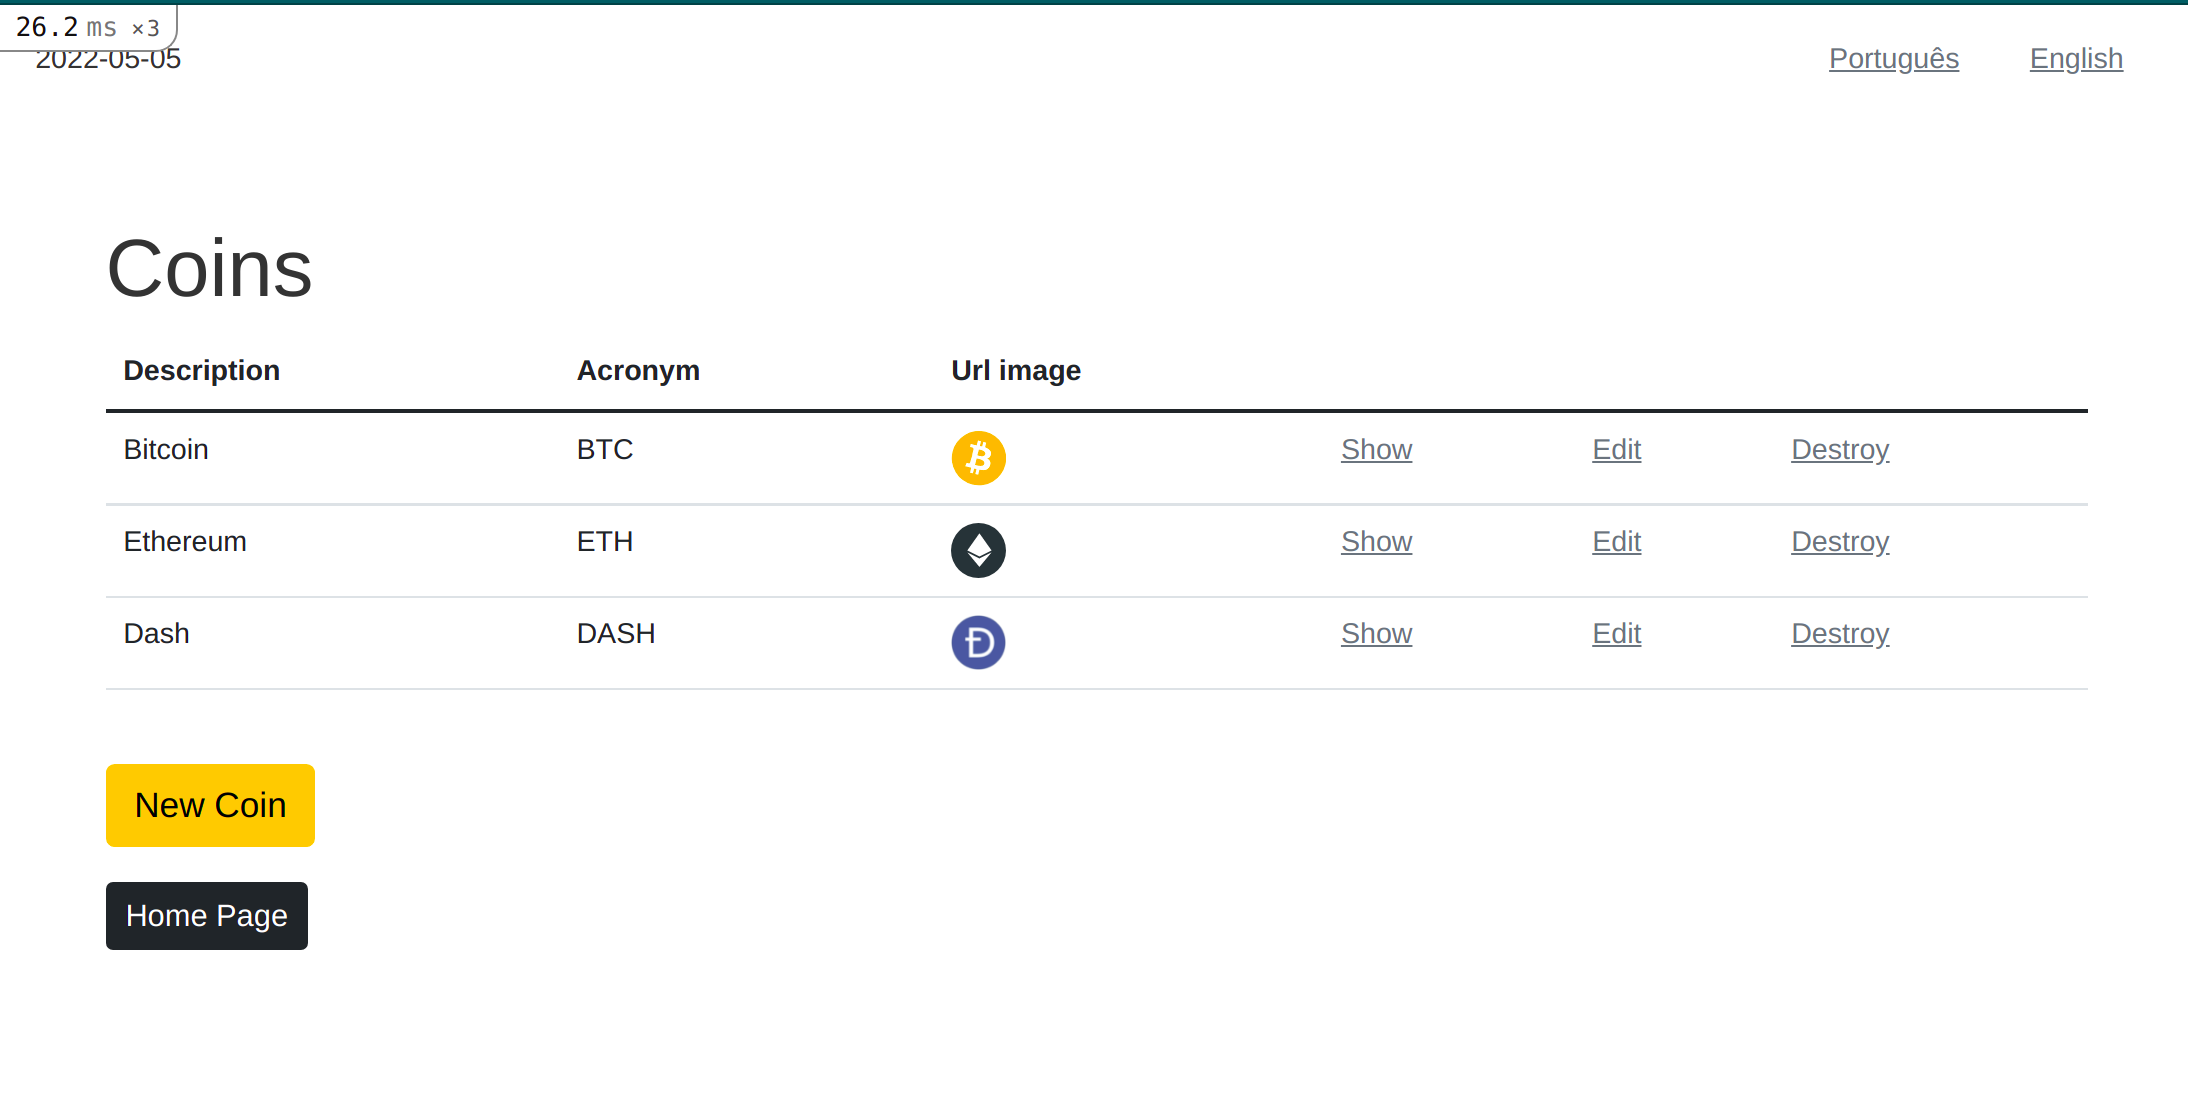 26.2 ms ×3
2022-05-05 Português English
Coins
Description Acronym Url image
Bitcoin BTC Show Edit Destroy
Ethereum ETH Show Edit Destroy
Dash DASH Show Edit Destroy
New Coin
Home Page